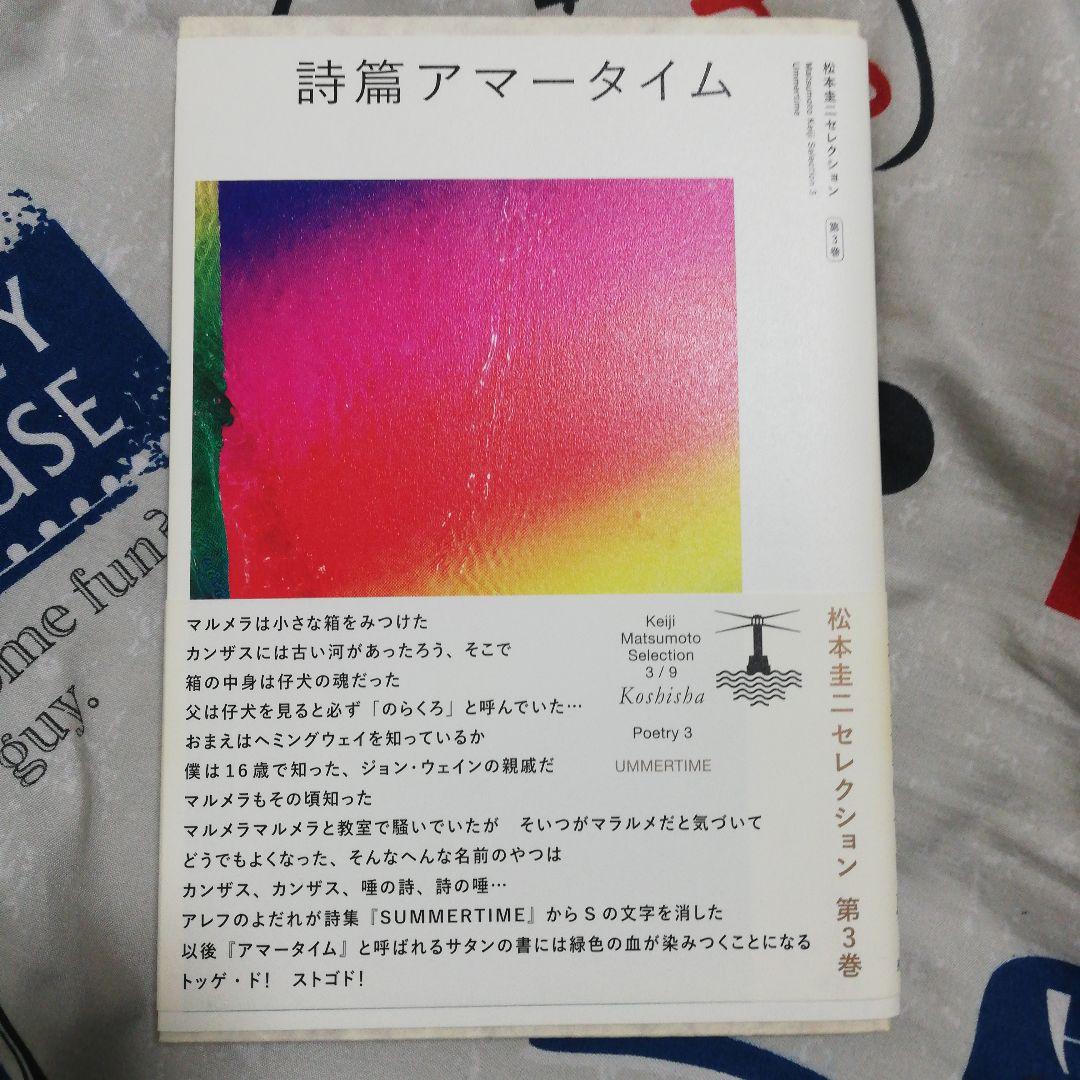 詩篇アマータイム
松本圭二セレクション 第3巻
Matsumoto Keiji Selection 3
Ummertime
マルメラは小さな箱をみつけた
カンザスには古い河があったろう、そこで
箱の中身は仔犬の魂だった
父は仔犬を見ると必ず「のらくろ」と呼んでいた…
おまえはヘミングウェイを知っているか
僕は16歳で知った、ジョン・ウェインの親戚だ
マルメラもその頃知った
マルメラマルメラと教室で騒いでいたが　そいつがマラルメだと気づいて
どうでもよくなった、そんなへんな名前のやつは
カンザス、カンザス、唾の詩、詩の唾…
アレフのよだれが詩集『SUMMERTIME』からSの文字を消した
以後『アマータイム』と呼ばれるサタンの書には緑色の血が染みつくことになる
トッゲ・ド!　ストゴド!
Keiji
Matsumoto
Selection
3 / 9
Koshisha
Poetry 3
UMMERTIME
松本圭二セレクション 第3巻
some fun?
guy.